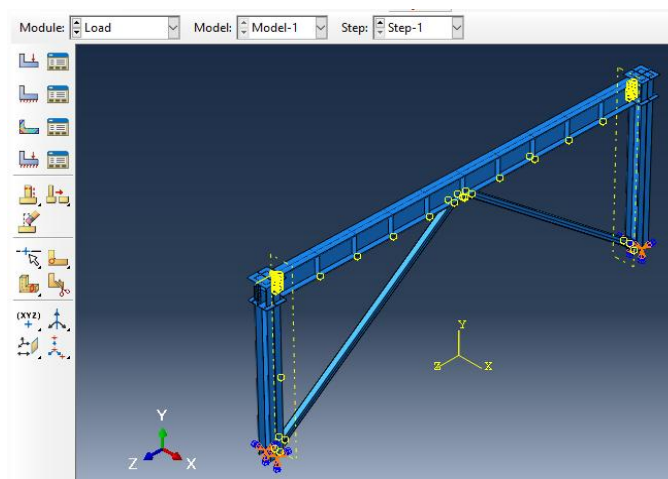 Module: Load Model: Model-1 Step: Step-1
(XYZ)
Y
Z X
Y
Z X